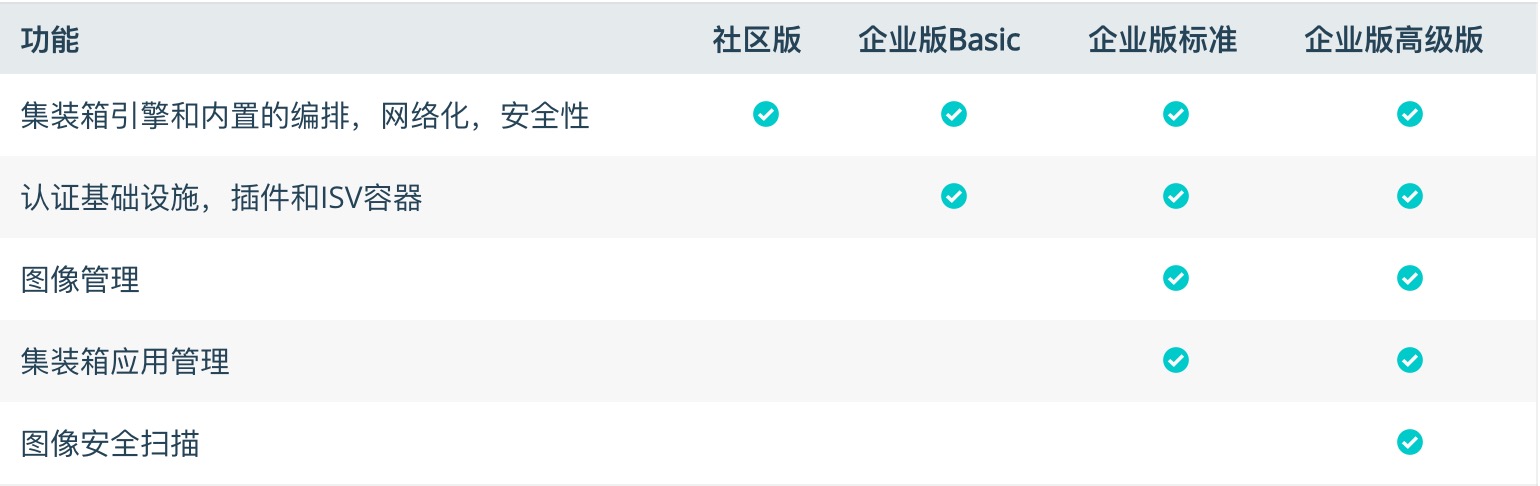 功能 社区版 企业版Basic 企业版标准 企业版高级版
集装箱引擎和内置的编排，网络化，安全性
认证基础设施，插件和ISV容器
图像管理
集装箱应用管理
图像安全扫描